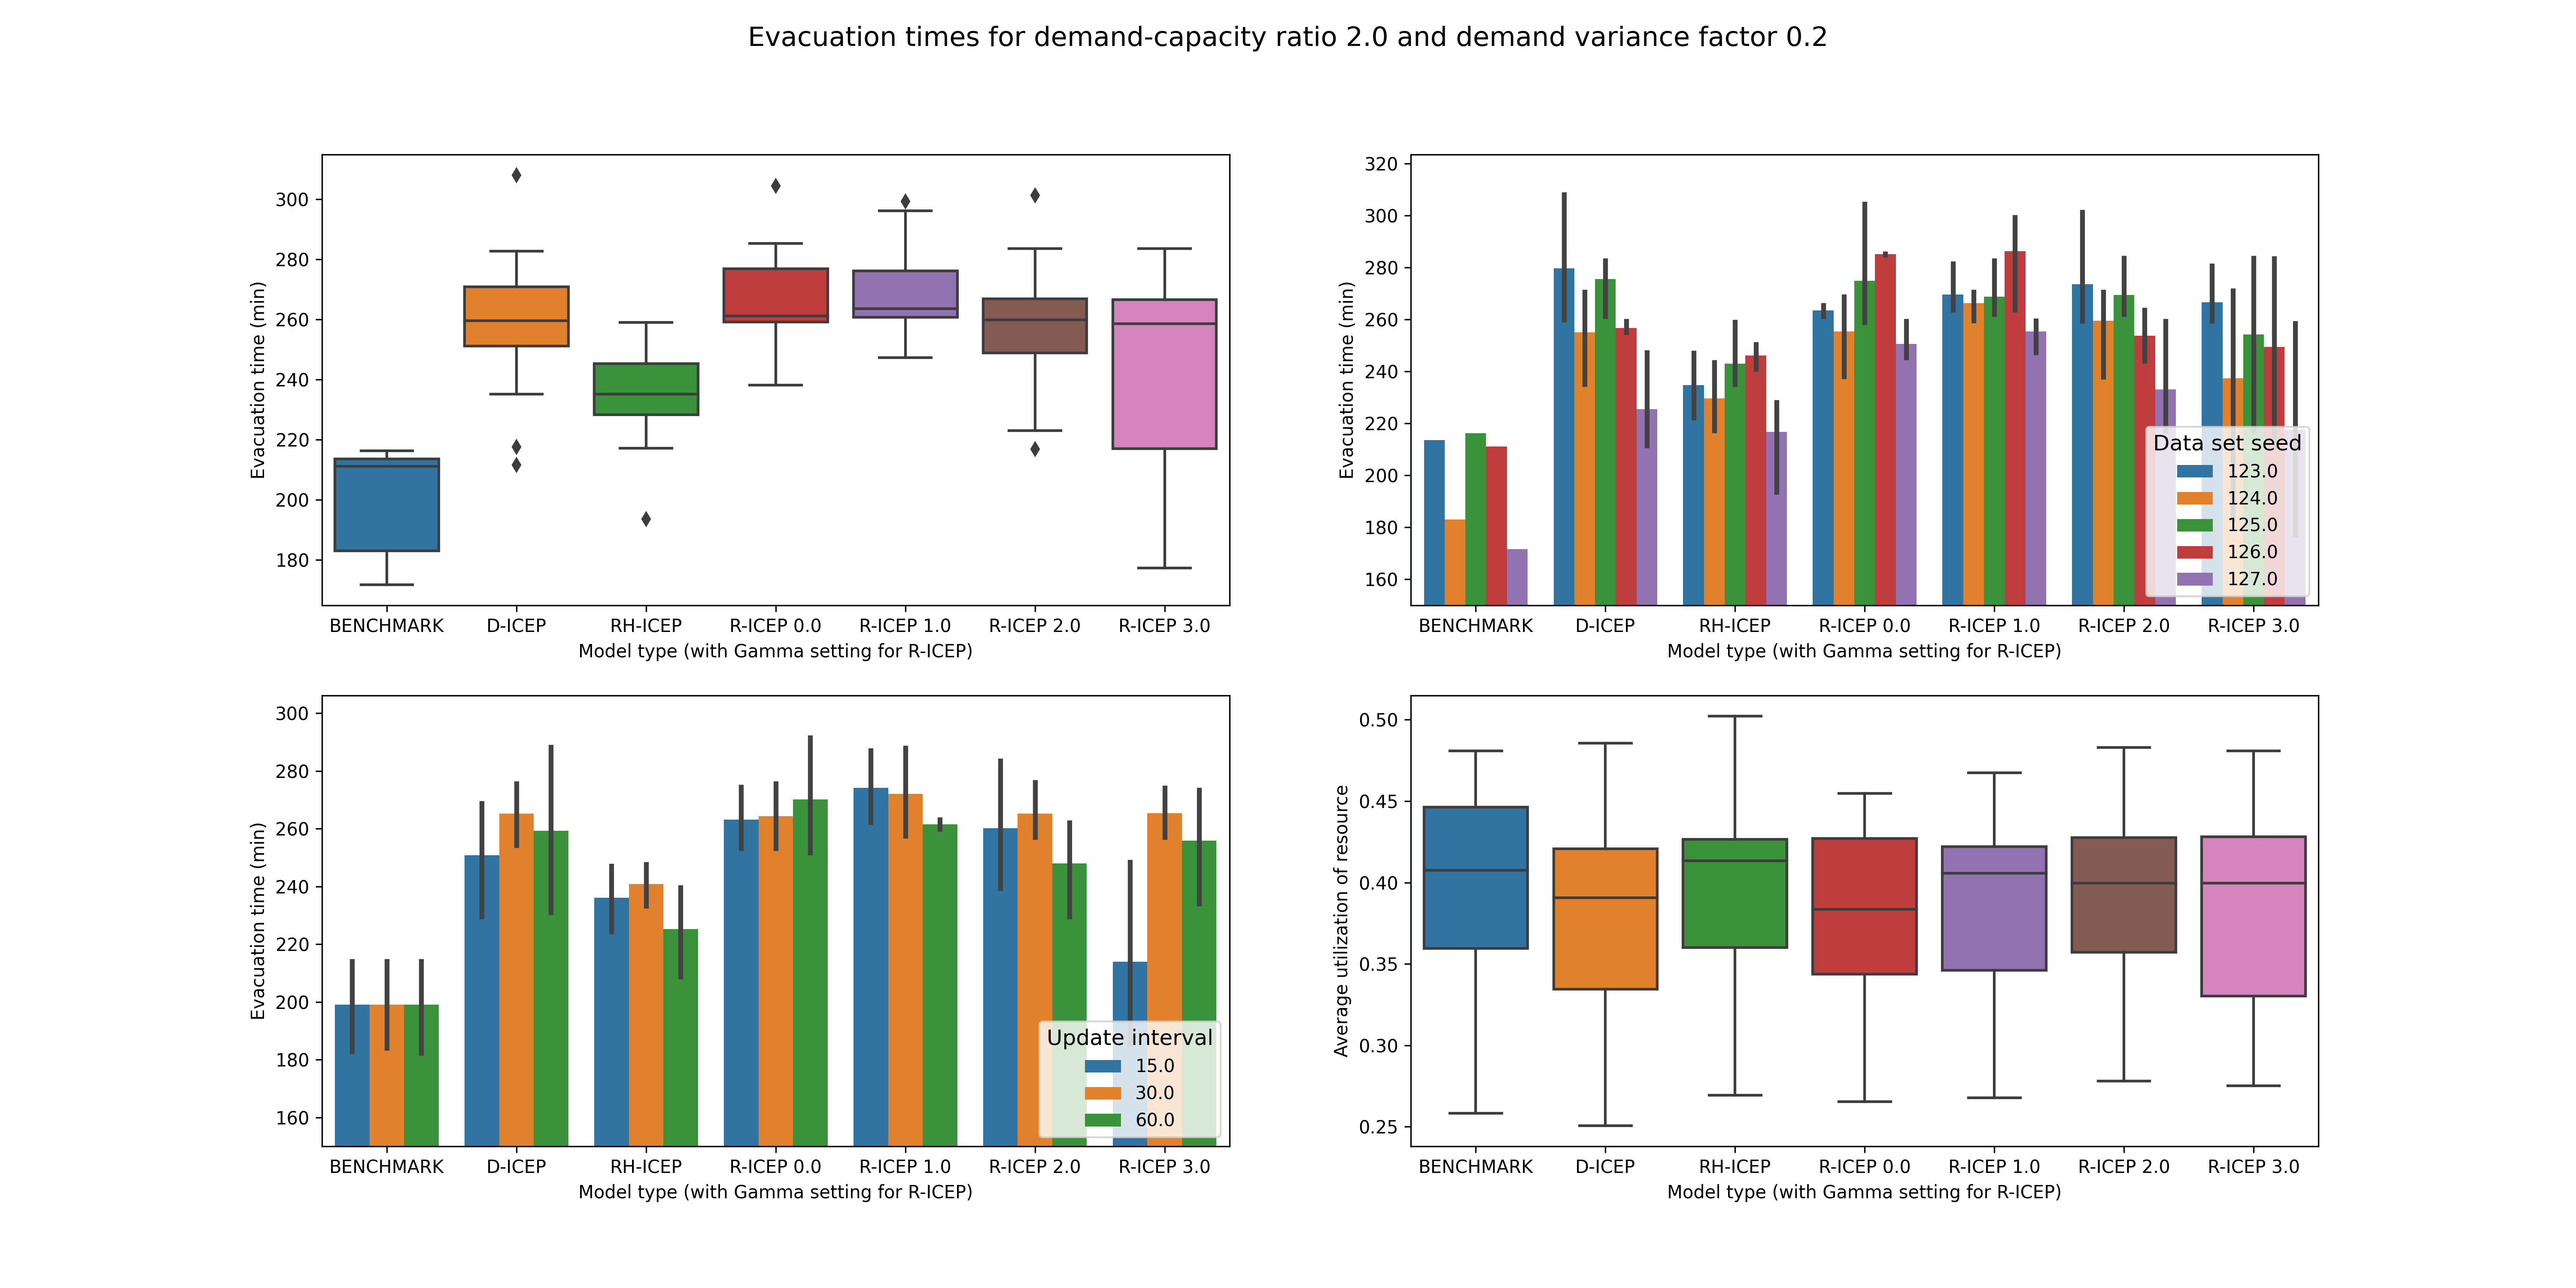 Evacuation times for demand-capacity ratio 2.0 and demand variance factor 0.2
300
280
260
240
220
200
180
Evacuation time (min)
BENCHMARK D-ICEP RH-ICEP R-ICEP 0.0 R-ICEP 1.0 R-ICEP 2.0 R-ICEP 3.0
Model type (with Gamma setting for R-ICEP)
320
300
280
260
240
220
200
180
160
Evacuation time (min)
Data set seed
123.0
124.0
125.0
126.0
127.0
BENCHMARK D-ICEP RH-ICEP R-ICEP 0.0 R-ICEP 1.0 R-ICEP 2.0 R-ICEP 3.0
Model type (with Gamma setting for R-ICEP)
300
280
260
240
220
200
180
160
Evacuation time (min)
Update interval
15.0
30.0
60.0
BENCHMARK D-ICEP RH-ICEP R-ICEP 0.0 R-ICEP 1.0 R-ICEP 2.0 R-ICEP 3.0
Model type (with Gamma setting for R-ICEP)
0.50
0.45
0.40
0.35
0.30
0.25
Average utilization of resource
BENCHMARK D-ICEP RH-ICEP R-ICEP 0.0 R-ICEP 1.0 R-ICEP 2.0 R-ICEP 3.0
Model type (with Gamma setting for R-ICEP)